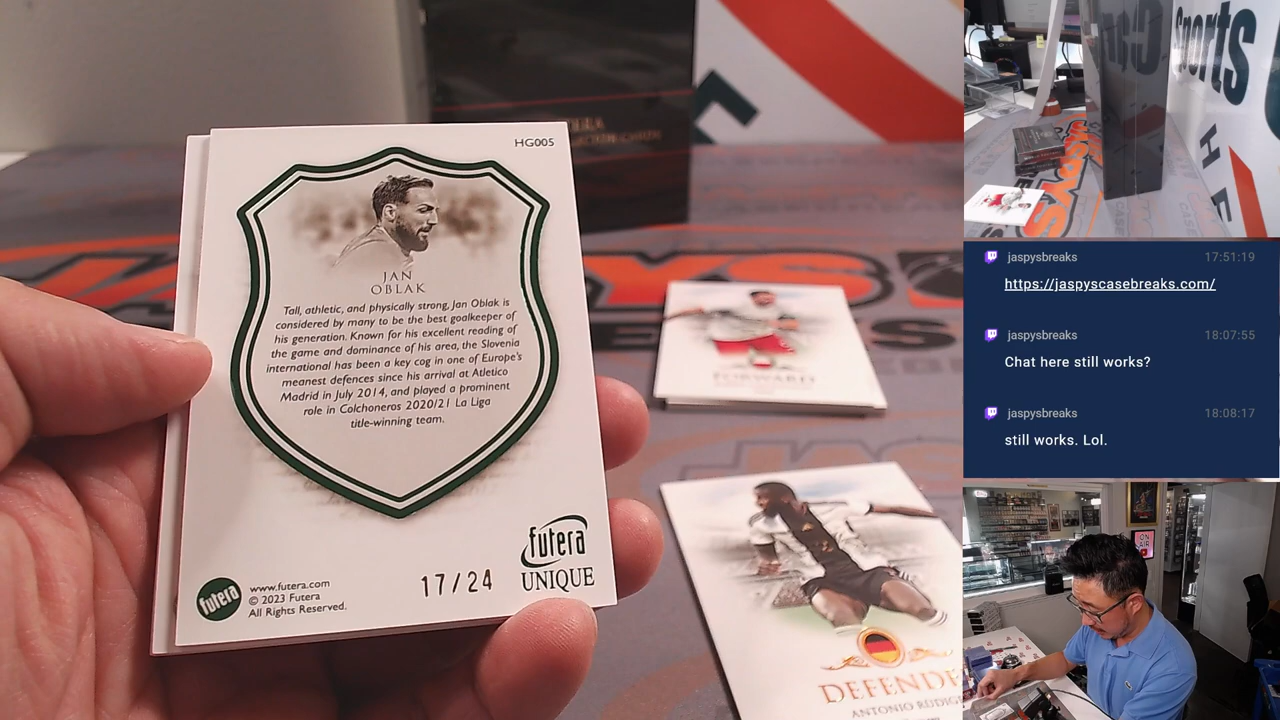 HG005
JAN
OBLAK
Tall, athletic, and physically strong, Jan Oblak is
considered by many to be the best goalkeeper of
his generation. Known for his excellent reading of
the game and dominance of his area, the Slovenia
international has been a key cog in one of Europe's
meanest defences since his arrival at Atletico
Madrid in July 2014, and played a prominent
role in Colchoneros 2020/21 La Liga
title-winning team.
futera
UNIQUE
17/24
futera
www.futera.com
© 2023 Futera
All Rights Reserved.
FORWARD
DEFENDE
ANTONIO RÜDIG
Sports
jaspysbreaks 17:51:19
https://jaspyscasebreaks.com/
jaspysbreaks 18:07:55
Chat here still works?
jaspysbreaks 18:08:17
still works. Lol.
ON
AIR